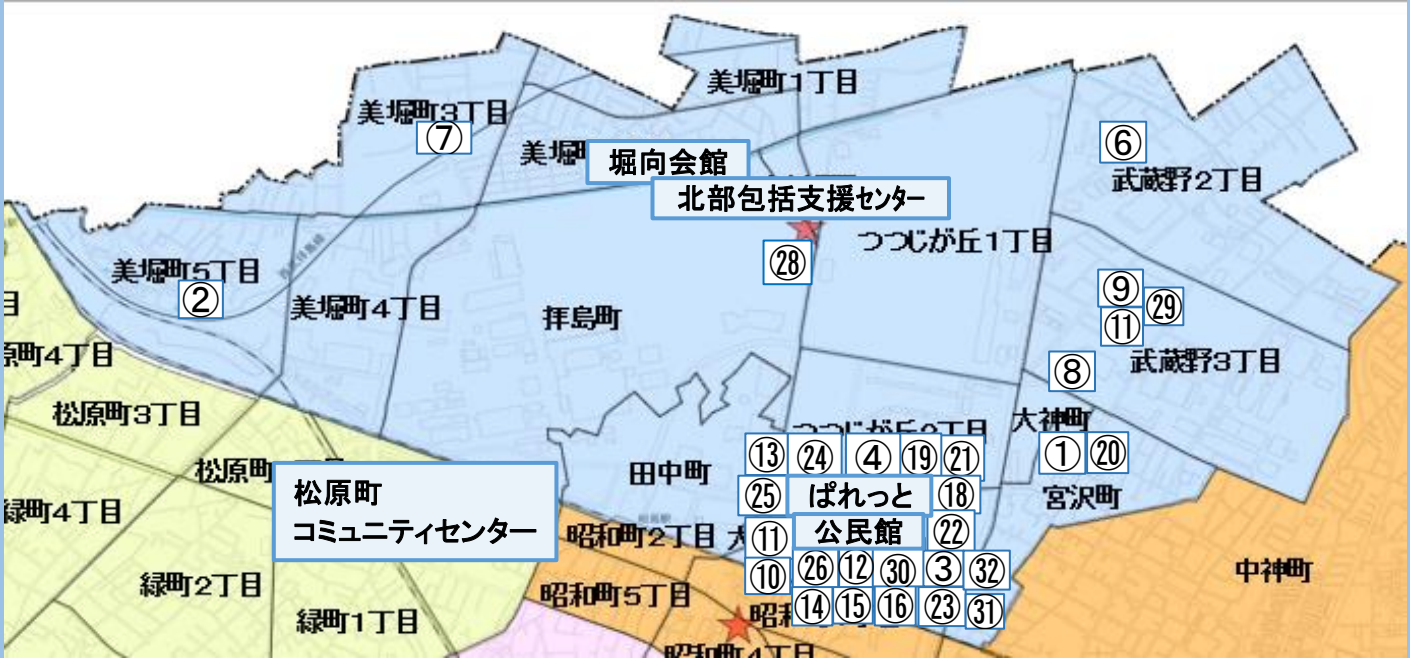 美堀町1丁目
美堀町3丁目
⑦
美堀町
堀向会館
⑥
武蔵野2丁目
北部包括支援センター
つつじが丘1丁目
㉘
美堀町5丁目
②
美堀町4丁目
拝島町
⑨
㉙
⑪
武蔵野3丁目
⑧
原町4丁目
松原町3丁目
大神町
つつじが丘2丁目
⑬ ㉔ ④ ⑲ ㉑
① ⑳
松原町
田中町
松原町
コミュニティセンター
㉕ ぱれっと ⑱
宮沢町
緑町4丁目
昭和町2丁目
⑪ 公民館 ㉒
⑩ ㉖ ⑫ ㉚ ③ ㉜
中神町
緑町2丁目
昭和町5丁目
⑭ ⑮ ⑯ ㉓ ㉛
緑町1丁目
昭和町4丁目